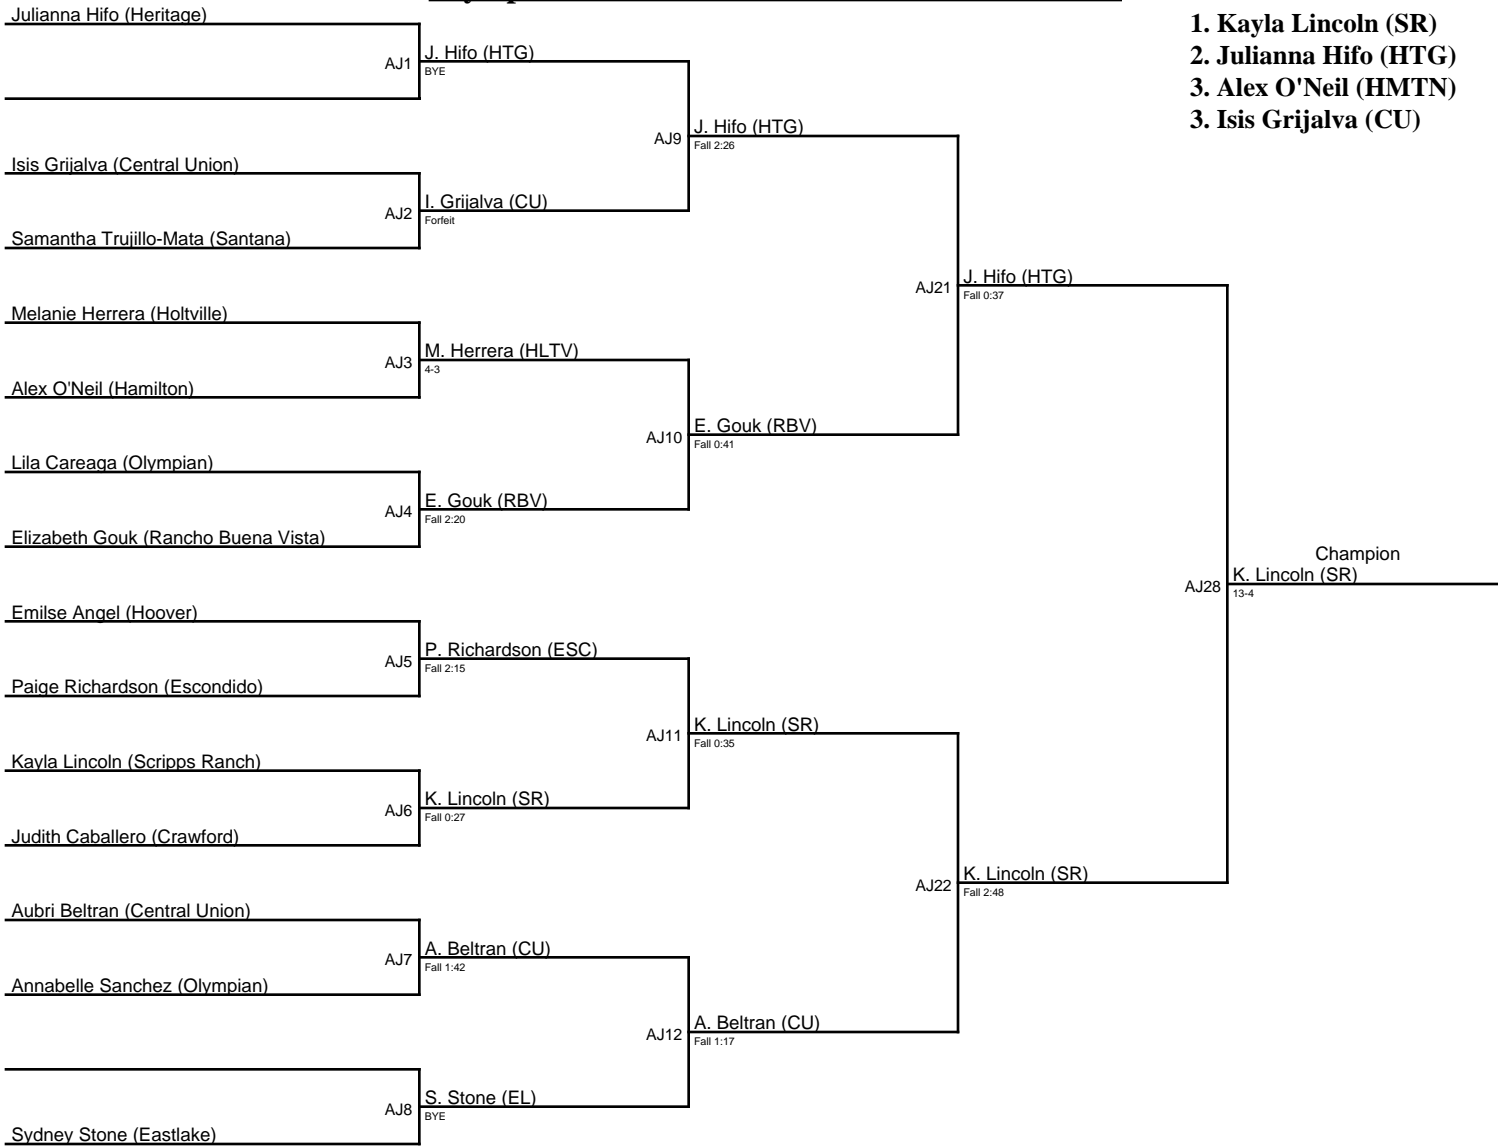 Julianna Hifo (Heritage)
AJ1
J. Hifo (HTG)
BYE
Isis Grijalva (Central Union)
AJ2
I. Grijalva (CU)
Forfeit
Samantha Trujillo-Mata (Santana)
AJ9
J. Hifo (HTG)
Fall 2:26
Melanie Herrera (Holtville)
AJ3
M. Herrera (HLTV)
4-3
Alex O'Neil (Hamilton)
Lila Careaga (Olympian)
AJ4
E. Gouk (RBV)
Fall 2:20
Elizabeth Gouk (Rancho Buena Vista)
AJ10
E. Gouk (RBV)
Fall 0:41
AJ21
J. Hifo (HTG)
Fall 0:37
Emilse Angel (Hoover)
AJ5
P. Richardson (ESC)
Fall 2:15
Paige Richardson (Escondido)
Kayla Lincoln (Scripps Ranch)
AJ6
K. Lincoln (SR)
Fall 0:27
Judith Caballero (Crawford)
AJ11
K. Lincoln (SR)
Fall 0:35
Aubri Beltran (Central Union)
AJ7
A. Beltran (CU)
Fall 1:42
Annabelle Sanchez (Olympian)
AJ8
S. Stone (EL)
BYE
Sydney Stone (Eastlake)
AJ12
A. Beltran (CU)
Fall 1:17
AJ22
K. Lincoln (SR)
Fall 2:48
AJ28
Champion
K. Lincoln (SR)
13-4
1. Kayla Lincoln (SR)
2. Julianna Hifo (HTG)
3. Alex O'Neil (HMTN)
3. Isis Grijalva (CU)